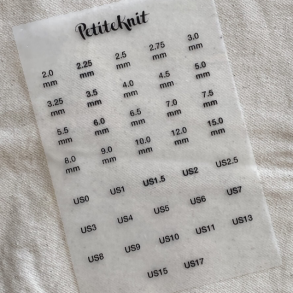 PetiteKnit
2.0 mm 2.25 mm 2.5 mm 2.75 mm 3.0 mm
3.25 mm 3.5 mm 4.0 mm 4.5 mm 5.0 mm
5.5 mm 6.0 mm 6.5 mm 7.0 mm 7.5 mm
8.0 mm 9.0 mm 10.0 mm 12.0 mm 15.0 mm
US0 US1 US1.5 US2 US2.5
US3 US4 US5 US6 US7
US8 US9 US10 US11 US13
US15 US17